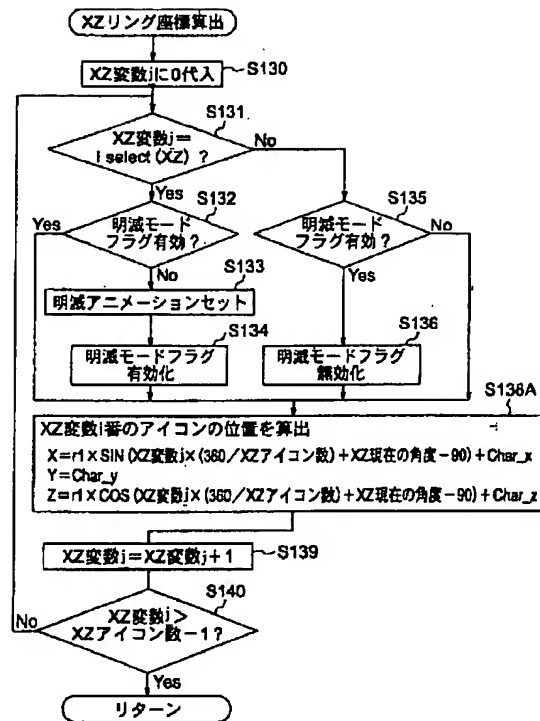 XZリング座標算出
XZ変数jに0代入
S130
S131
XZ変数j=
i select (XZ) ?
No
Yes
S132
S135
Yes
明滅モード
フラグ有効?
明滅モード
フラグ有効?
No
No
S133
Yes
明滅アニメーションセット
S134
S136
明滅モードフラグ
有効化
明滅モードフラグ
無効化
S138A
XZ変数i番のアイコンの位置を算出
X=r1×SIN(XZ変数j×(360/XZアイコン数)+XZ現在の角度-90)+Char_x
Y=Char_y
Z=r1×COS(XZ変数j×(360/XZアイコン数)+XZ現在の角度-90)+Char_z
XZ変数j=XZ変数j+1
S139
S140
No
XZ変数j>
XZアイコン数-1?
Yes
リターン